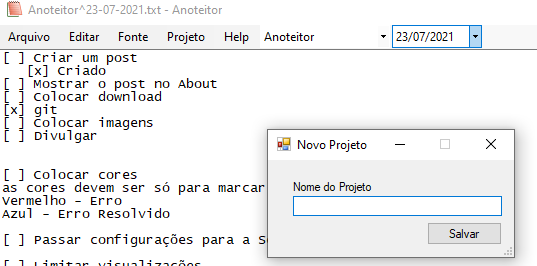 Anoteitor^23-07-2021.txt - Anoteitor
Arquivo Editar Fonte Projeto Help Anoteitor 23/07/2021
[ ] Criar um post
[x] Criado
[ ] Mostrar o post no About
[ ] Colocar download
[x] git
[ ] Colocar imagens
[ ] Divulgar
[ ] Colocar cores
as cores devem ser só para marcar
Vermelho - Erro
Azul - Erro Resolvido
[ ] Passar configurações para a
[ ] Limitar visualizações
Novo Projeto
Nome do Projeto
Salvar